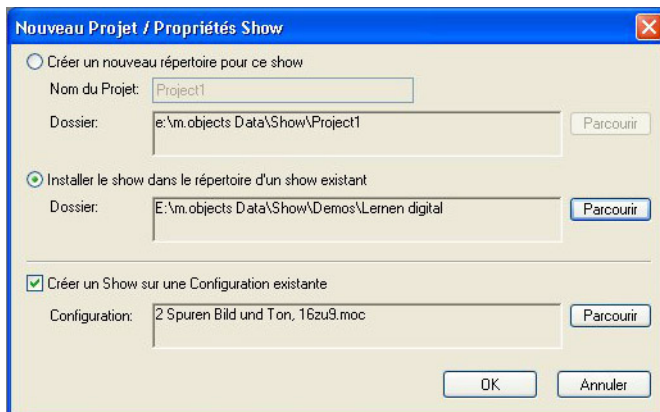 Nouveau Projet / Propriétés Show
Créer un nouveau répertoire pour ce show
Nom du Projet: Project1
Dossier: e:\m.objects Data\Show\Project1 Parcourir
Installer le show dans le répertoire d'un show existant
Dossier: E:\m.objects Data\Show\Demos\Lernen digital Parcourir
Créer un Show sur une Configuration existante
Configuration: 2 Spuren Bild und Ton, 16zu9.moc Parcourir
OK Annuler